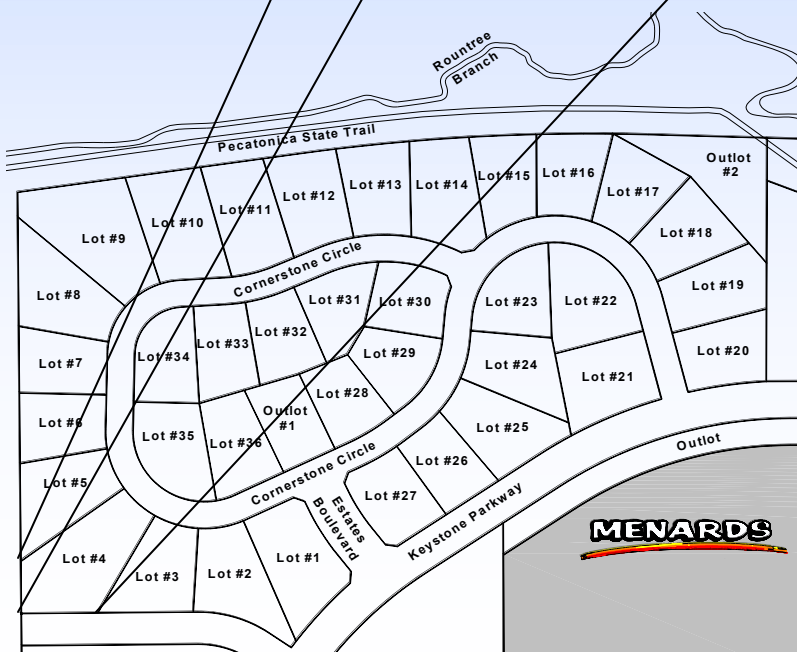 Rountree
Branch
Pecatonica State Trail
Outlot
#2
Lot #16
Lot #15
Lot #14
Lot #13
Lot #12
Lot #11
Lot #10
Lot #9
Lot #17
Lot #18
Cornerstone Circle
Lot #8
Lot #31
Lot #30
Lot #23
Lot #22
Lot #19
Lot #32
Lot #33
Lot #34
Lot #29
Lot #20
Lot #7
Lot #24
Lot #21
Lot #28
Outlot
#1
Lot #6
Lot #35
Lot #36
Lot #25
Outlot
Lot #26
Cornerstone Circle
Lot #5
Lot #27
Estates
Boulevard
Keystone Parkway
MENARDS
Lot #4
Lot #3
Lot #2
Lot #1